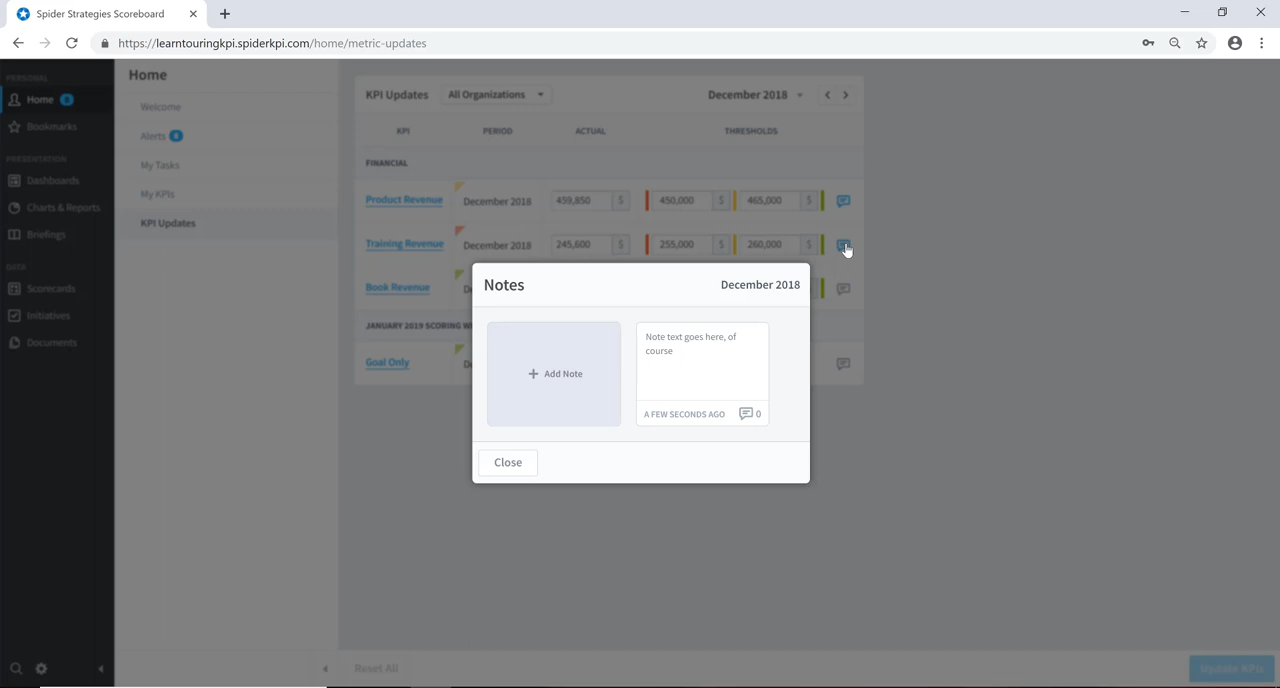 Spider Strategies Scoreboard
https://learntouringkpi.spiderkpi.com/home/metric-updates
PERSONAL
Home
Bookmarks
PRESENTATION
Dashboards
Charts & Reports
Briefings
DATA
Scorecards
Initiatives
Documents
Home
Welcome
Alerts
My Tasks
My KPIs
KPI Updates
KPI Updates All Organizations December 2018
KPI PERIOD ACTUAL THRESHOLDS
FINANCIAL
Product Revenue December 2018 459,850 $ 450,000 $ 465,000 $
Training Revenue December 2018 245,600 $ 255,000 $ 260,000 $
Book Revenue
JANUARY 2019 SCORING
Goal Only
Notes December 2018
+ Add Note
Note text goes here, of
course
A FEW SECONDS AGO 0
Close
Reset All
Update KPIs